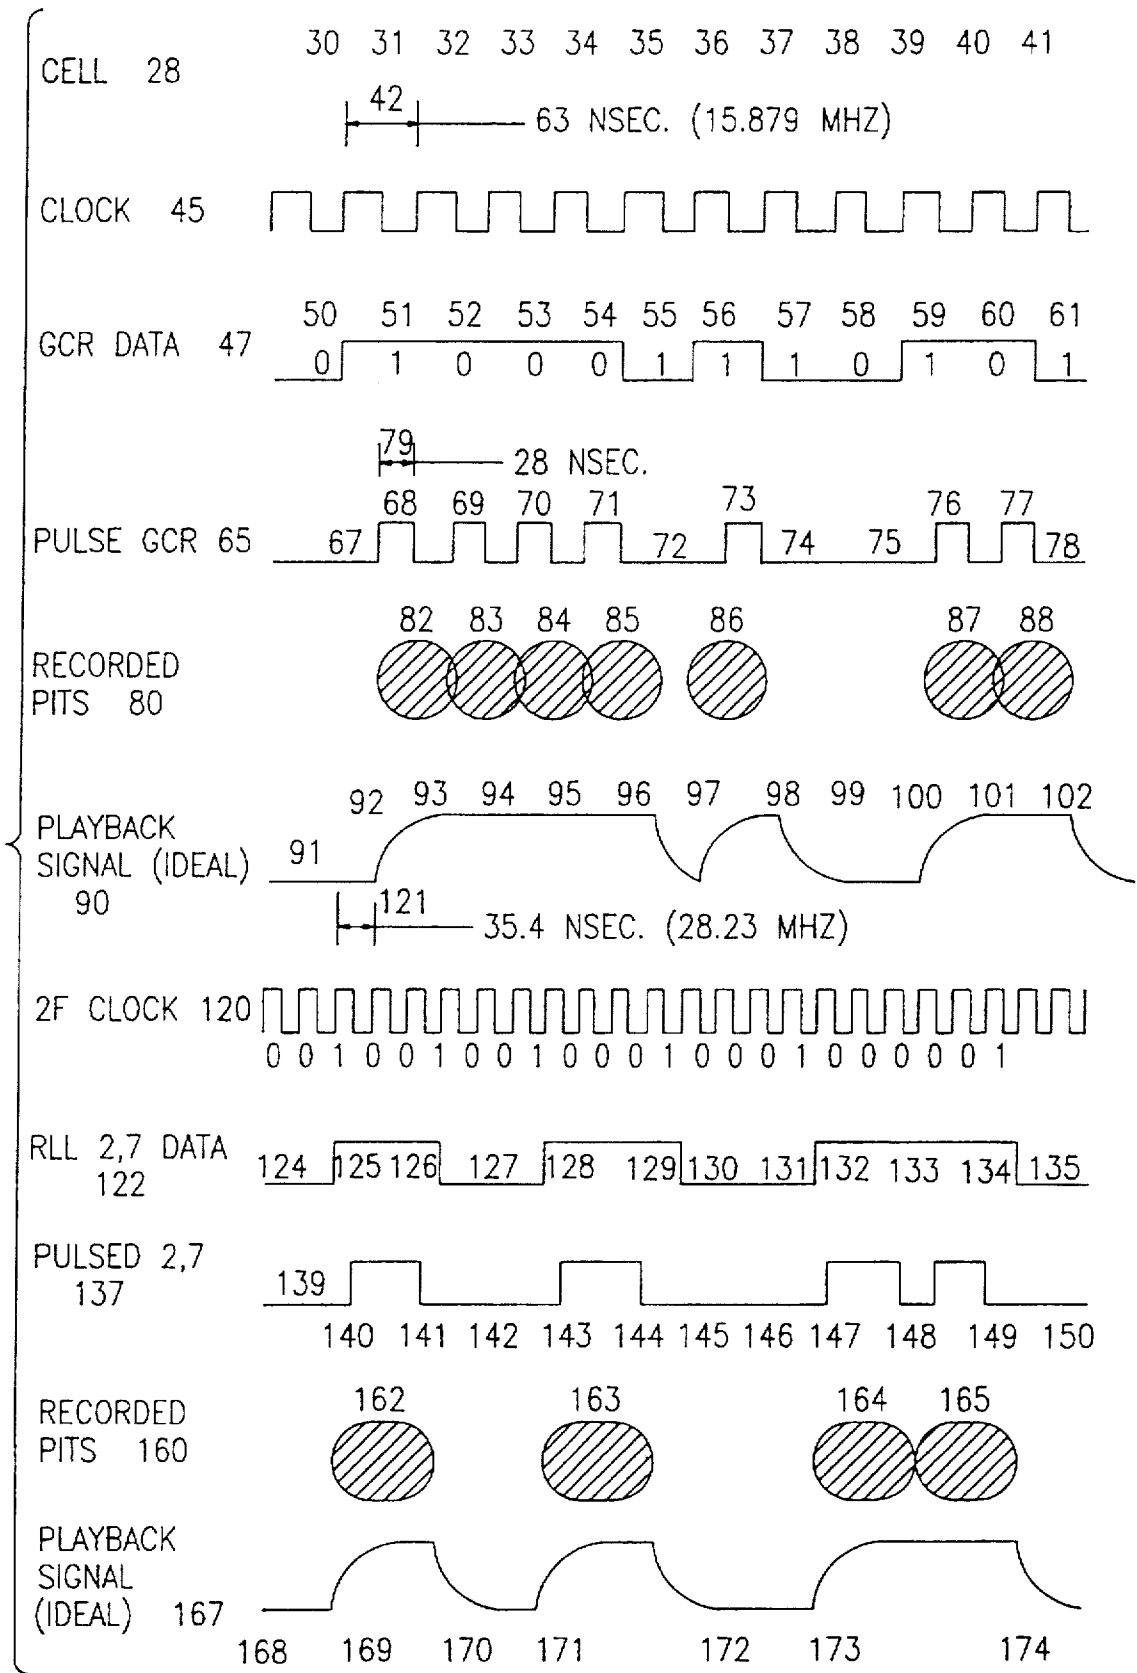 30 31 32 33 34 35 36 37 38 39 40 41
CELL 28
42
63 NSEC. (15.879 MHZ)
CLOCK 45
50 51 52 53 54 55 56 57 58 59 60 61
GCR DATA 47
0 1 0 0 0 1 1 1 0 1 0 1
79
28 NSEC.
68 69 70 71 73 76 77
PULSE GCR 65
67 72 74 75 78
82 83 84 85 86 87 88
RECORDED
PITS 80
92 93 94 95 96 97 98 99 100 101 102
PLAYBACK
SIGNAL (IDEAL)
90
91
121
35.4 NSEC. (28.23 MHZ)
2F CLOCK 120
0 0 1 0 0 1 0 0 1 0 0 0 1 0 0 0 1 0 0 0 0 0 1
RLL 2,7 DATA
122
124 125 126 127 128 129 130 131 132 133 134 135
PULSED 2,7
137
139
140 141 142 143 144 145 146 147 148 149 150
162 163 164 165
RECORDED
PITS 160
PLAYBACK
SIGNAL
(IDEAL) 167
168 169 170 171 172 173 174